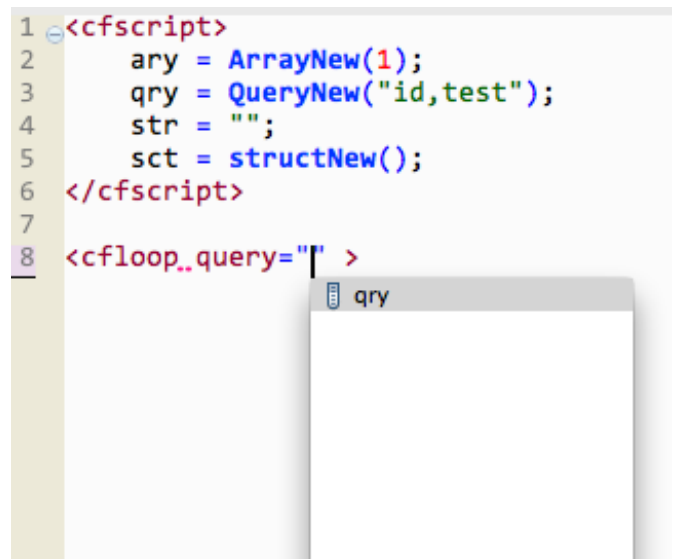 1 <cfscript>
2 ary = ArrayNew(1);
3 qry = QueryNew("id,test");
4 str = "";
5 sct = structNew();
6 </cfscript>
7
8 <cfloop query="" >
qry